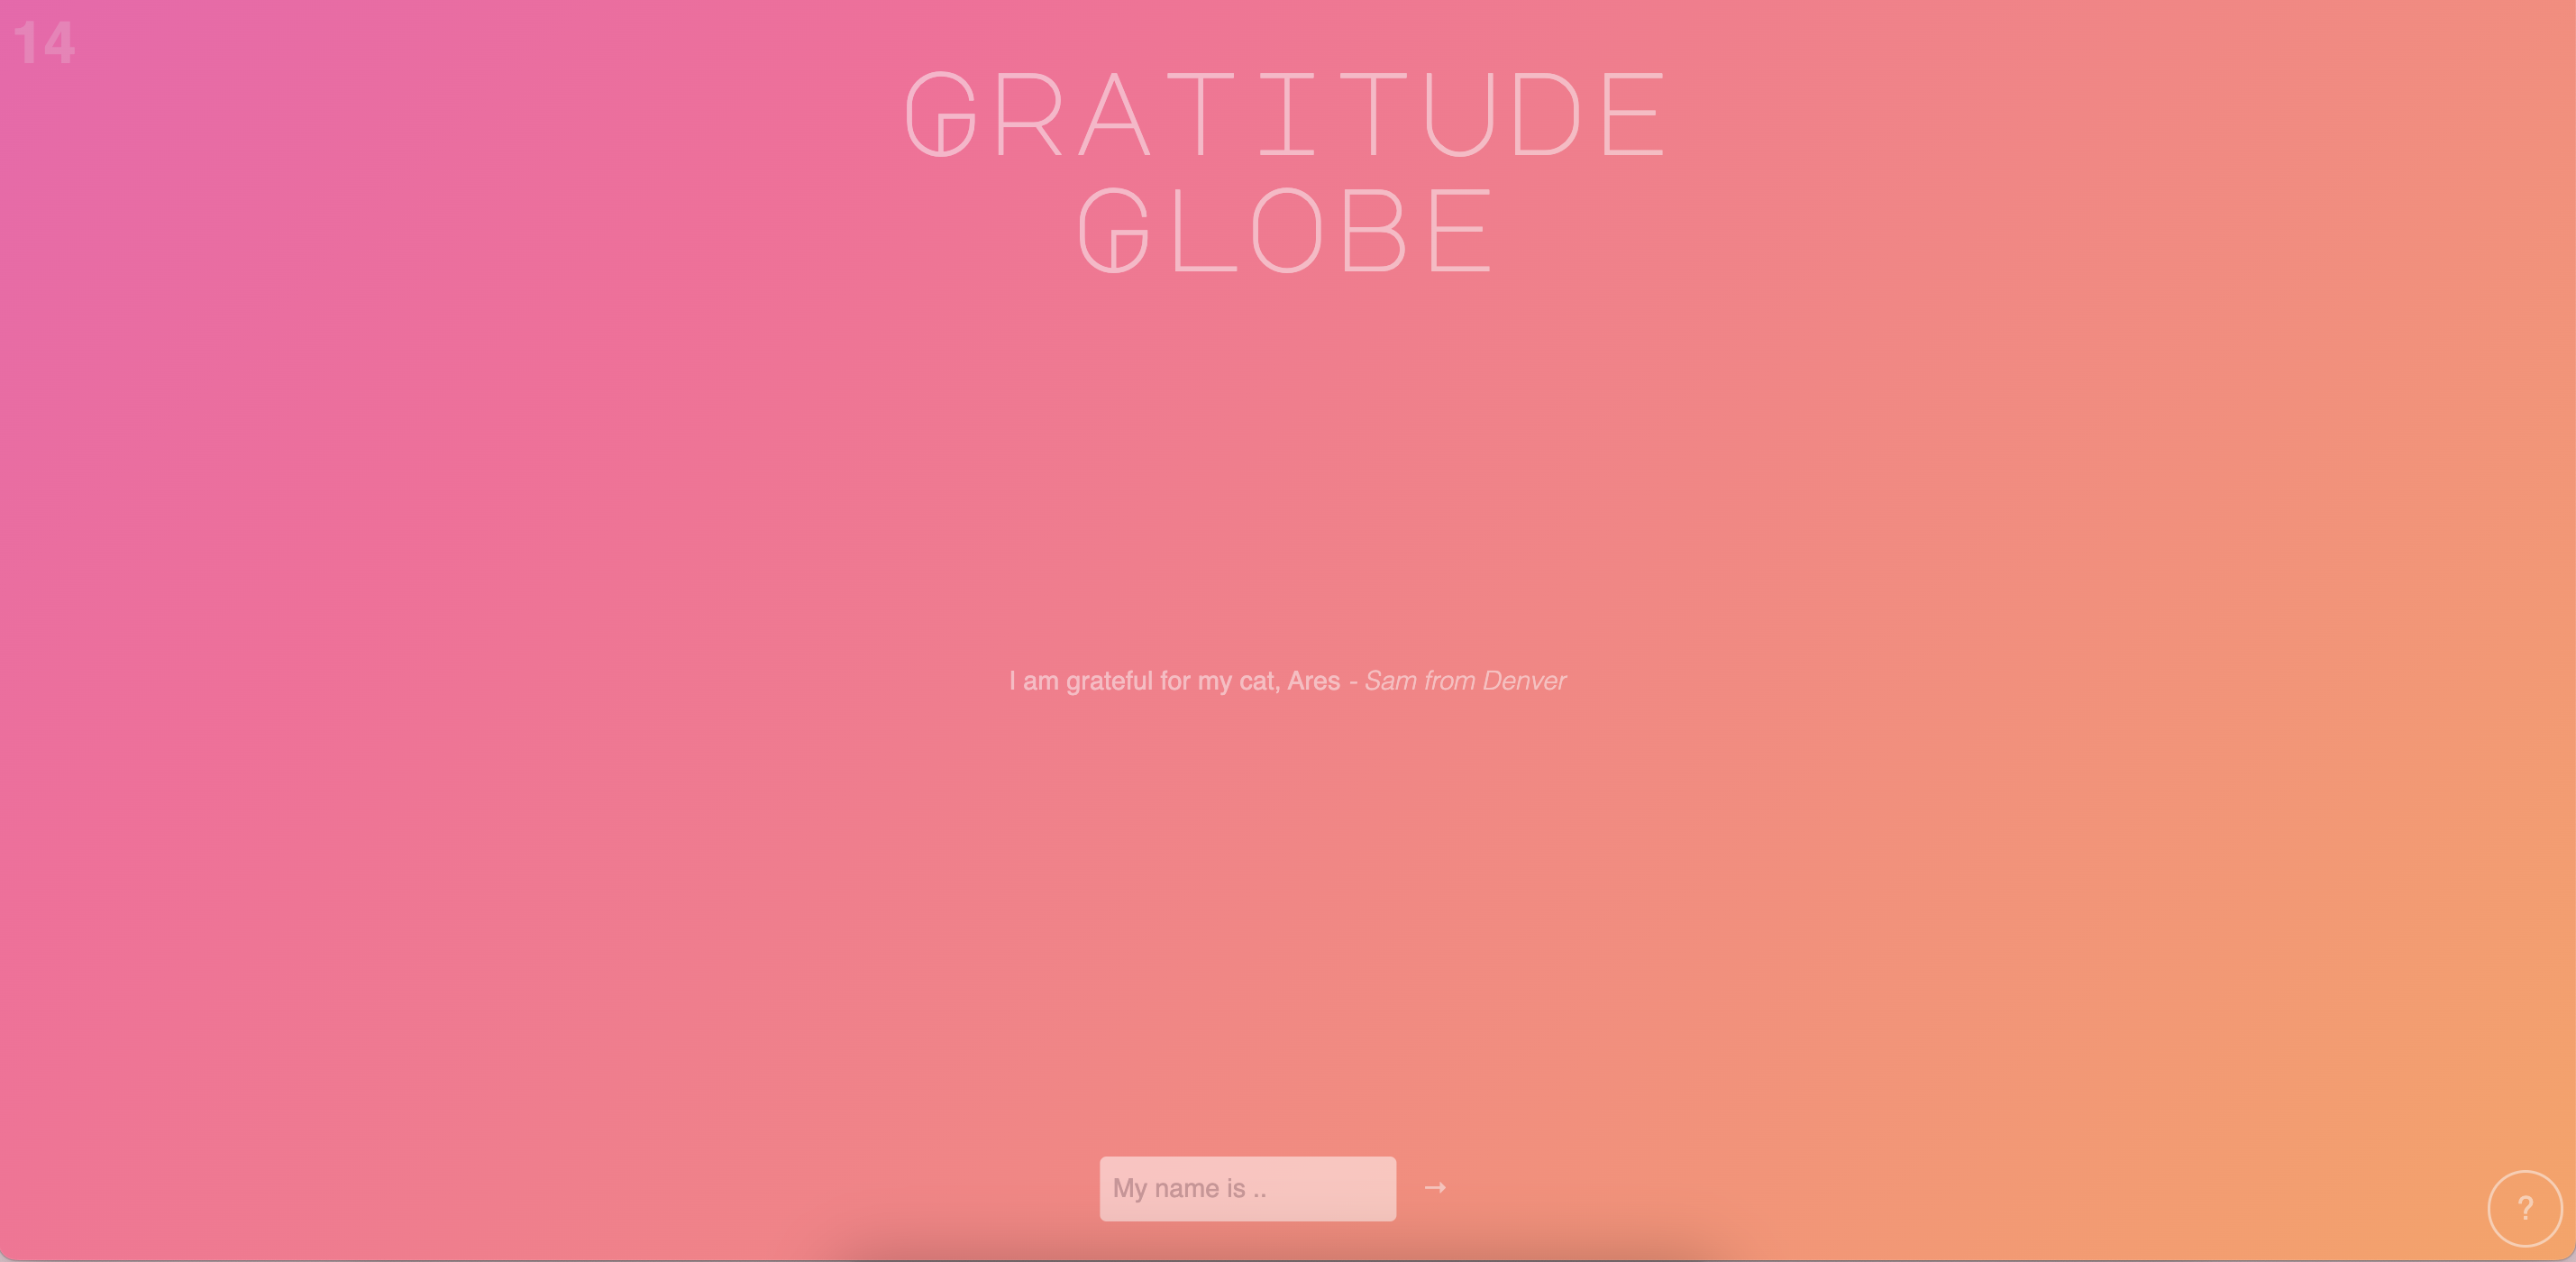 14
GRATITUDE
GLOBE
I am grateful for my cat, Ares - Sam from Denver
My name is .. →
?